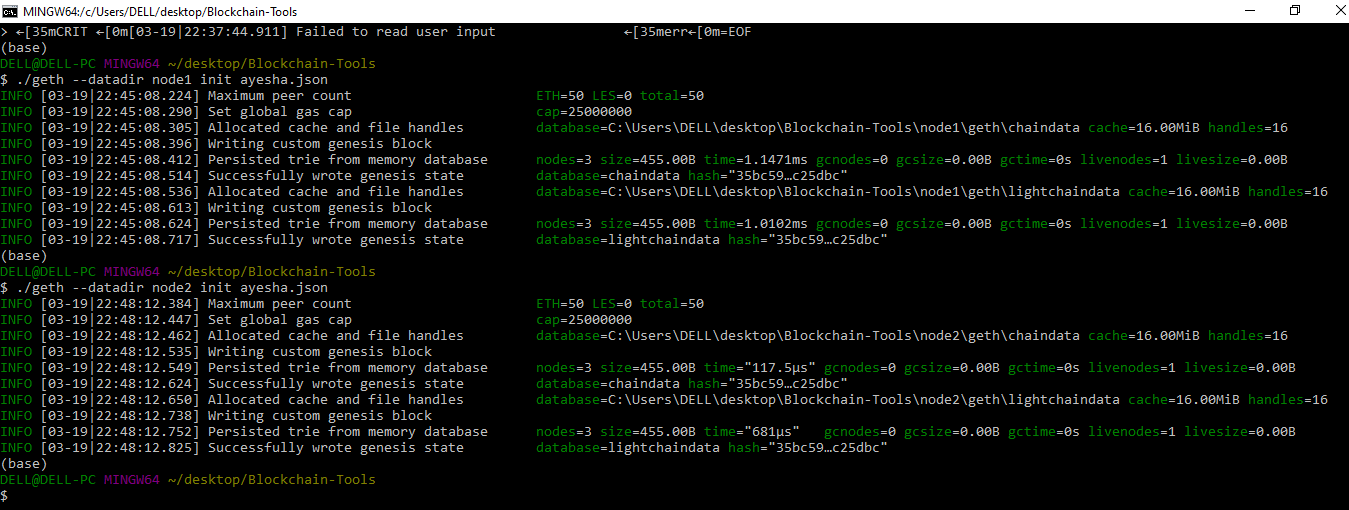 MINGW64:/c/Users/DELL/desktop/Blockchain-Tools
> ←[35mCRIT ←[0m[03-19|22:37:44.911] Failed to read user input                ←[35merr←[0m=EOF
(base)
DELL@DELL-PC MINGW64 ~/desktop/Blockchain-Tools
$ ./geth --datadir node1 init ayesha.json
INFO [03-19|22:45:08.224] Maximum peer count                       ETH=50 LES=0 total=50
INFO [03-19|22:45:08.290] Set global gas cap                       cap=25000000
INFO [03-19|22:45:08.305] Allocated cache and file handles         database=C:\Users\DELL\desktop\Blockchain-Tools\node1\geth\chaindata cache=16.00MiB handles=16
INFO [03-19|22:45:08.396] Writing custom genesis block
INFO [03-19|22:45:08.412] Persisted trie from memory database      nodes=3 size=455.00B time=1.1471ms gcnodes=0 gcsize=0.00B gctime=0s livenodes=1 livesize=0.00B
INFO [03-19|22:45:08.514] Successfully wrote genesis state         database=chaindata hash="35bc59…c25dbc"
INFO [03-19|22:45:08.536] Allocated cache and file handles         database=C:\Users\DELL\desktop\Blockchain-Tools\node1\geth\lightchaindata cache=16.00MiB handles=16
INFO [03-19|22:45:08.613] Writing custom genesis block
INFO [03-19|22:45:08.624] Persisted trie from memory database      nodes=3 size=455.00B time=1.0102ms gcnodes=0 gcsize=0.00B gctime=0s livenodes=1 livesize=0.00B
INFO [03-19|22:45:08.717] Successfully wrote genesis state         database=lightchaindata hash="35bc59…c25dbc"
(base)
DELL@DELL-PC MINGW64 ~/desktop/Blockchain-Tools
$ ./geth --datadir node2 init ayesha.json
INFO [03-19|22:48:12.384] Maximum peer count                       ETH=50 LES=0 total=50
INFO [03-19|22:48:12.447] Set global gas cap                       cap=25000000
INFO [03-19|22:48:12.462] Allocated cache and file handles         database=C:\Users\DELL\desktop\Blockchain-Tools\node2\geth\chaindata cache=16.00MiB handles=16
INFO [03-19|22:48:12.535] Writing custom genesis block
INFO [03-19|22:48:12.549] Persisted trie from memory database      nodes=3 size=455.00B time="117.5µs" gcnodes=0 gcsize=0.00B gctime=0s livenodes=1 livesize=0.00B
INFO [03-19|22:48:12.624] Successfully wrote genesis state         database=chaindata hash="35bc59…c25dbc"
INFO [03-19|22:48:12.650] Allocated cache and file handles         database=C:\Users\DELL\desktop\Blockchain-Tools\node2\geth\lightchaindata cache=16.00MiB handles=16
INFO [03-19|22:48:12.738] Writing custom genesis block
INFO [03-19|22:48:12.752] Persisted trie from memory database      nodes=3 size=455.00B time="681µs"   gcnodes=0 gcsize=0.00B gctime=0s livenodes=1 livesize=0.00B
INFO [03-19|22:48:12.825] Successfully wrote genesis state         database=lightchaindata hash="35bc59…c25dbc"
(base)
DELL@DELL-PC MINGW64 ~/desktop/Blockchain-Tools
$